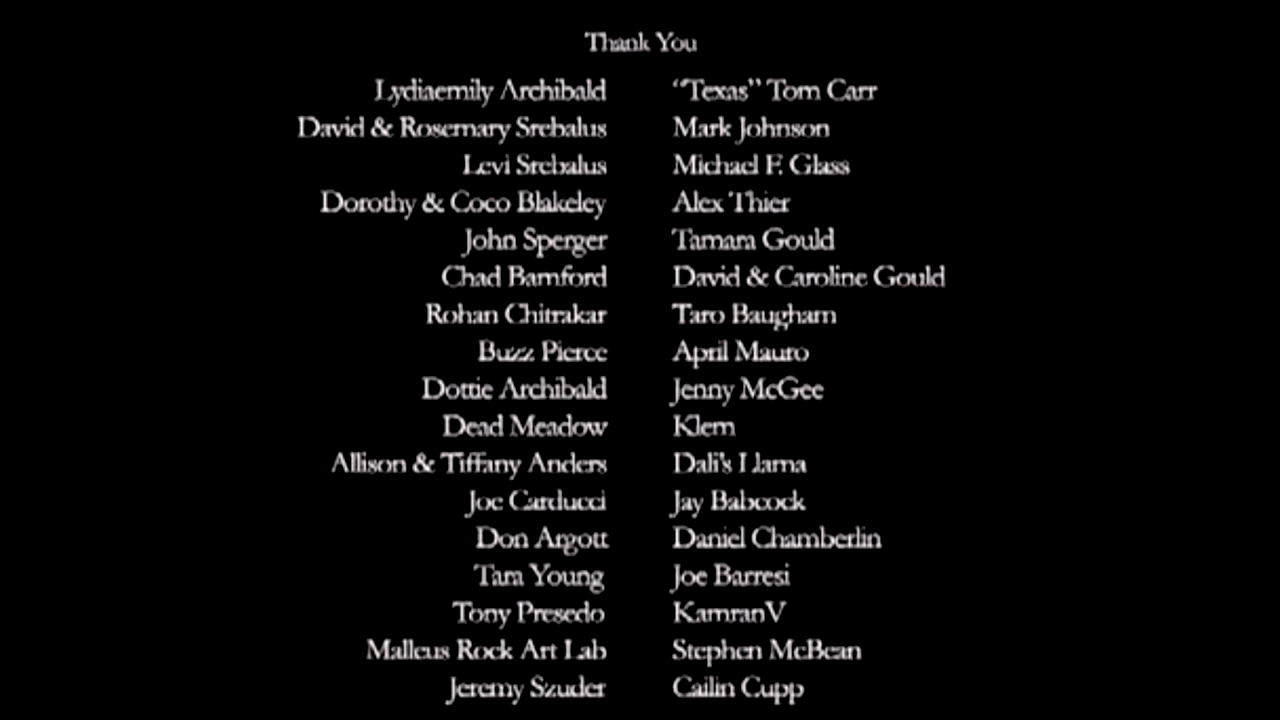 Thank You
Lydiaemily Archibald "Texas" Tom Carr
David & Rosemary Srebalus Mark Johnson
Levi Srebalus Michael F. Glass
Dorothy & Coco Blakeley Alex Thier
John Sperger Tamara Gould
Chad Bamford David & Caroline Gould
Rohan Chitrakar Taro Baugham
Buzz Pierce April Mauro
Dottie Archibald Jenny McGee
Dead Meadow Klem
Allison & Tiffany Anders Dali's Llama
Joe Carducci Jay Babcock
Don Argott Daniel Chamberlin
Tara Young Joe Barresi
Tony Presedo KamranV
Malleus Rock Art Lab Stephen McBean
Jeremy Szuder Cailin Cupp